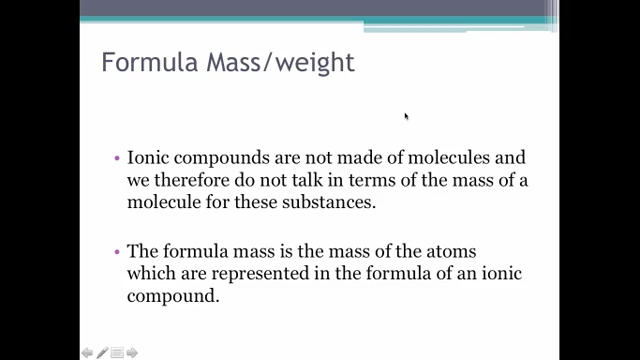 Formula Mass/weight
• Ionic compounds are not made of molecules and
we therefore do not talk in terms of the mass of a
molecule for these substances.
• The formula mass is the mass of the atoms
which are represented in the formula of an ionic
compound.